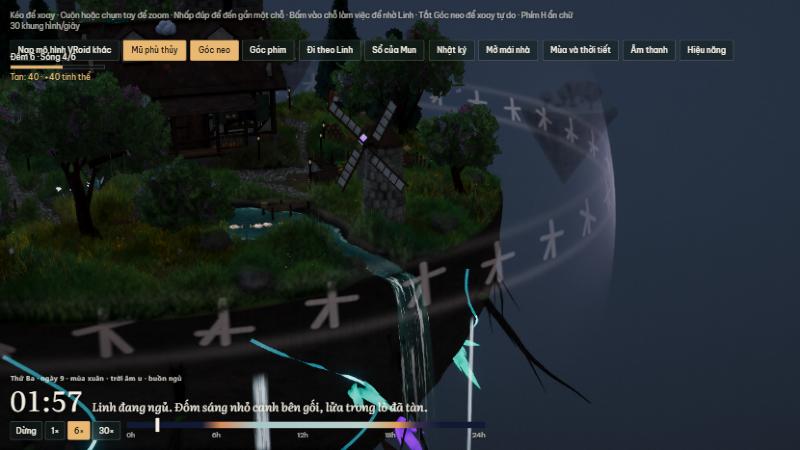 Kéo để xoay · Cuộn hoặc chụm tay để zoom · Nhấp đúp để đến gần một chỗ · Bấm vào chỗ làm việc để nhờ Linh · Tắt Góc neo để xoay tự do · Phím H ẩn chữ
30 khung hình/giây
Nạp mô hình VRoid khác Mũ phù thủy Góc neo Góc phim Đi theo Linh Sổ của Mun Nhật ký Mở mái nhà Mùa và thời tiết Âm thanh Hiệu năng
Đêm 6 · Sóng 4/6
Tan: 40 · +40 tinh thể
Thứ Ba · ngày 9 · mùa xuân · trời âm u · buồn ngủ
01:57 Linh đang ngủ. Đốm sáng nhỏ canh bên gối, lửa trong lò đã tàn.
Dừng 1× 6× 30×
0h 6h 12h 18h 24h